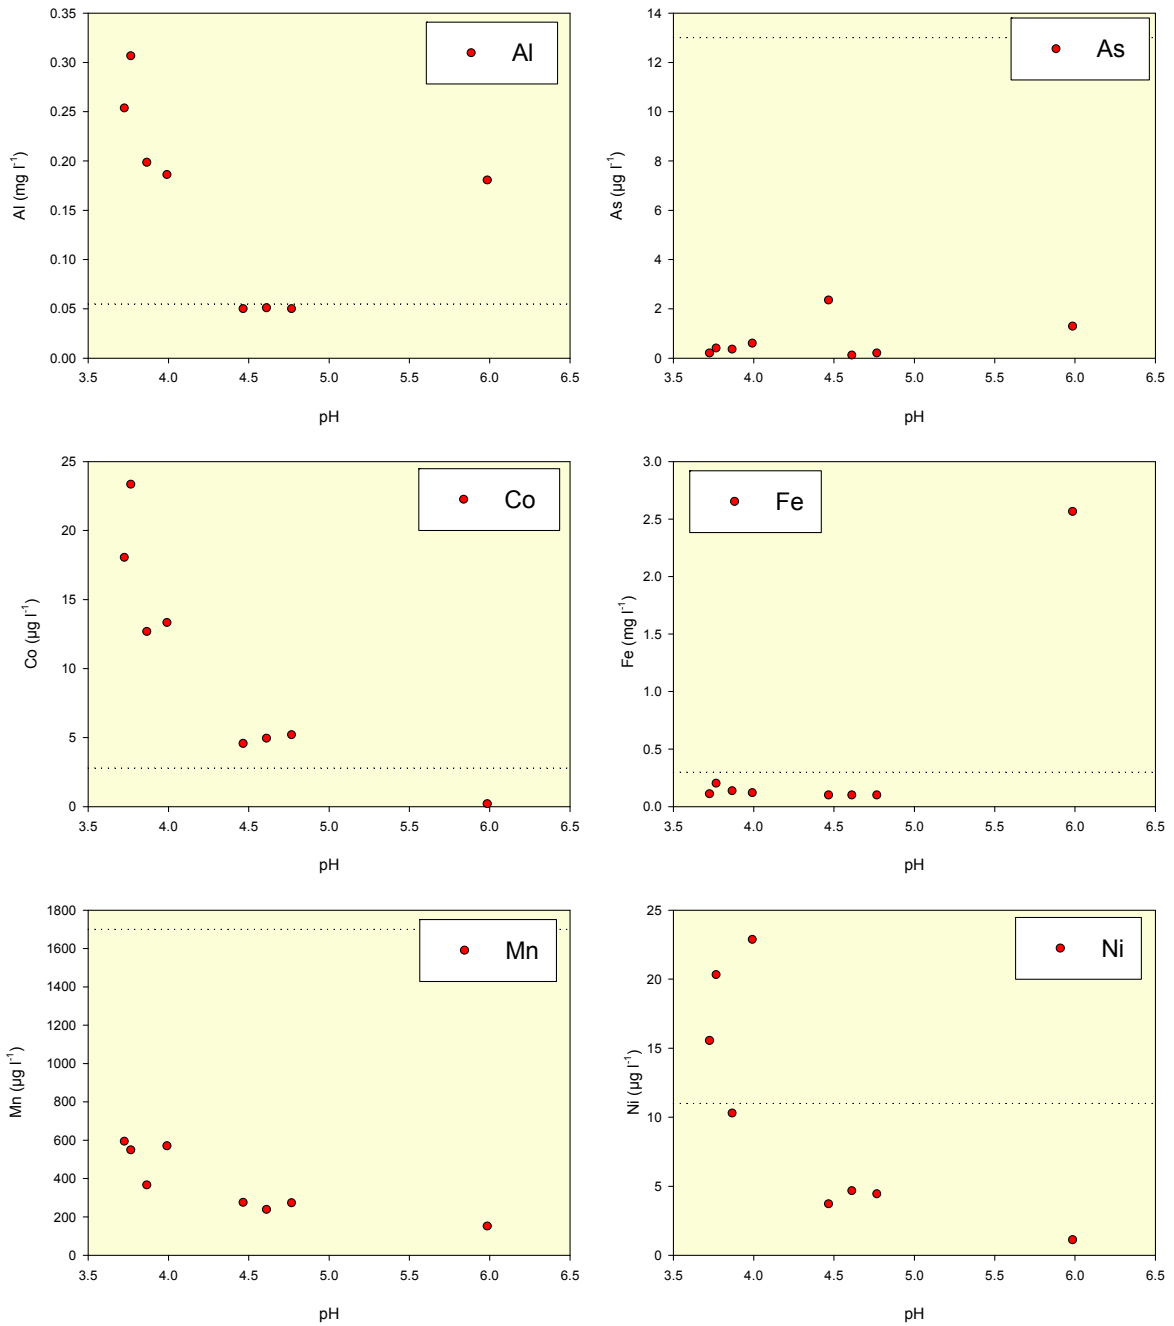 0.35
0.30
0.25
0.20
0.15
0.10
0.05
0.00
Al (mg l⁻¹)
Al
3.5 4.0 4.5 5.0 5.5 6.0 6.5
pH
14
12
10
8
6
4
2
0
As (µg l⁻¹)
As
3.5 4.0 4.5 5.0 5.5 6.0 6.5
pH
25
20
15
10
5
0
Co (µg l⁻¹)
Co
3.5 4.0 4.5 5.0 5.5 6.0 6.5
pH
3.0
2.5
2.0
1.5
1.0
0.5
0.0
Fe (mg l⁻¹)
Fe
3.5 4.0 4.5 5.0 5.5 6.0 6.5
pH
1800
1600
1400
1200
1000
800
600
400
200
0
Mn (µg l⁻¹)
Mn
3.5 4.0 4.5 5.0 5.5 6.0 6.5
pH
25
20
15
10
5
0
Ni (µg l⁻¹)
Ni
3.5 4.0 4.5 5.0 5.5 6.0 6.5
pH